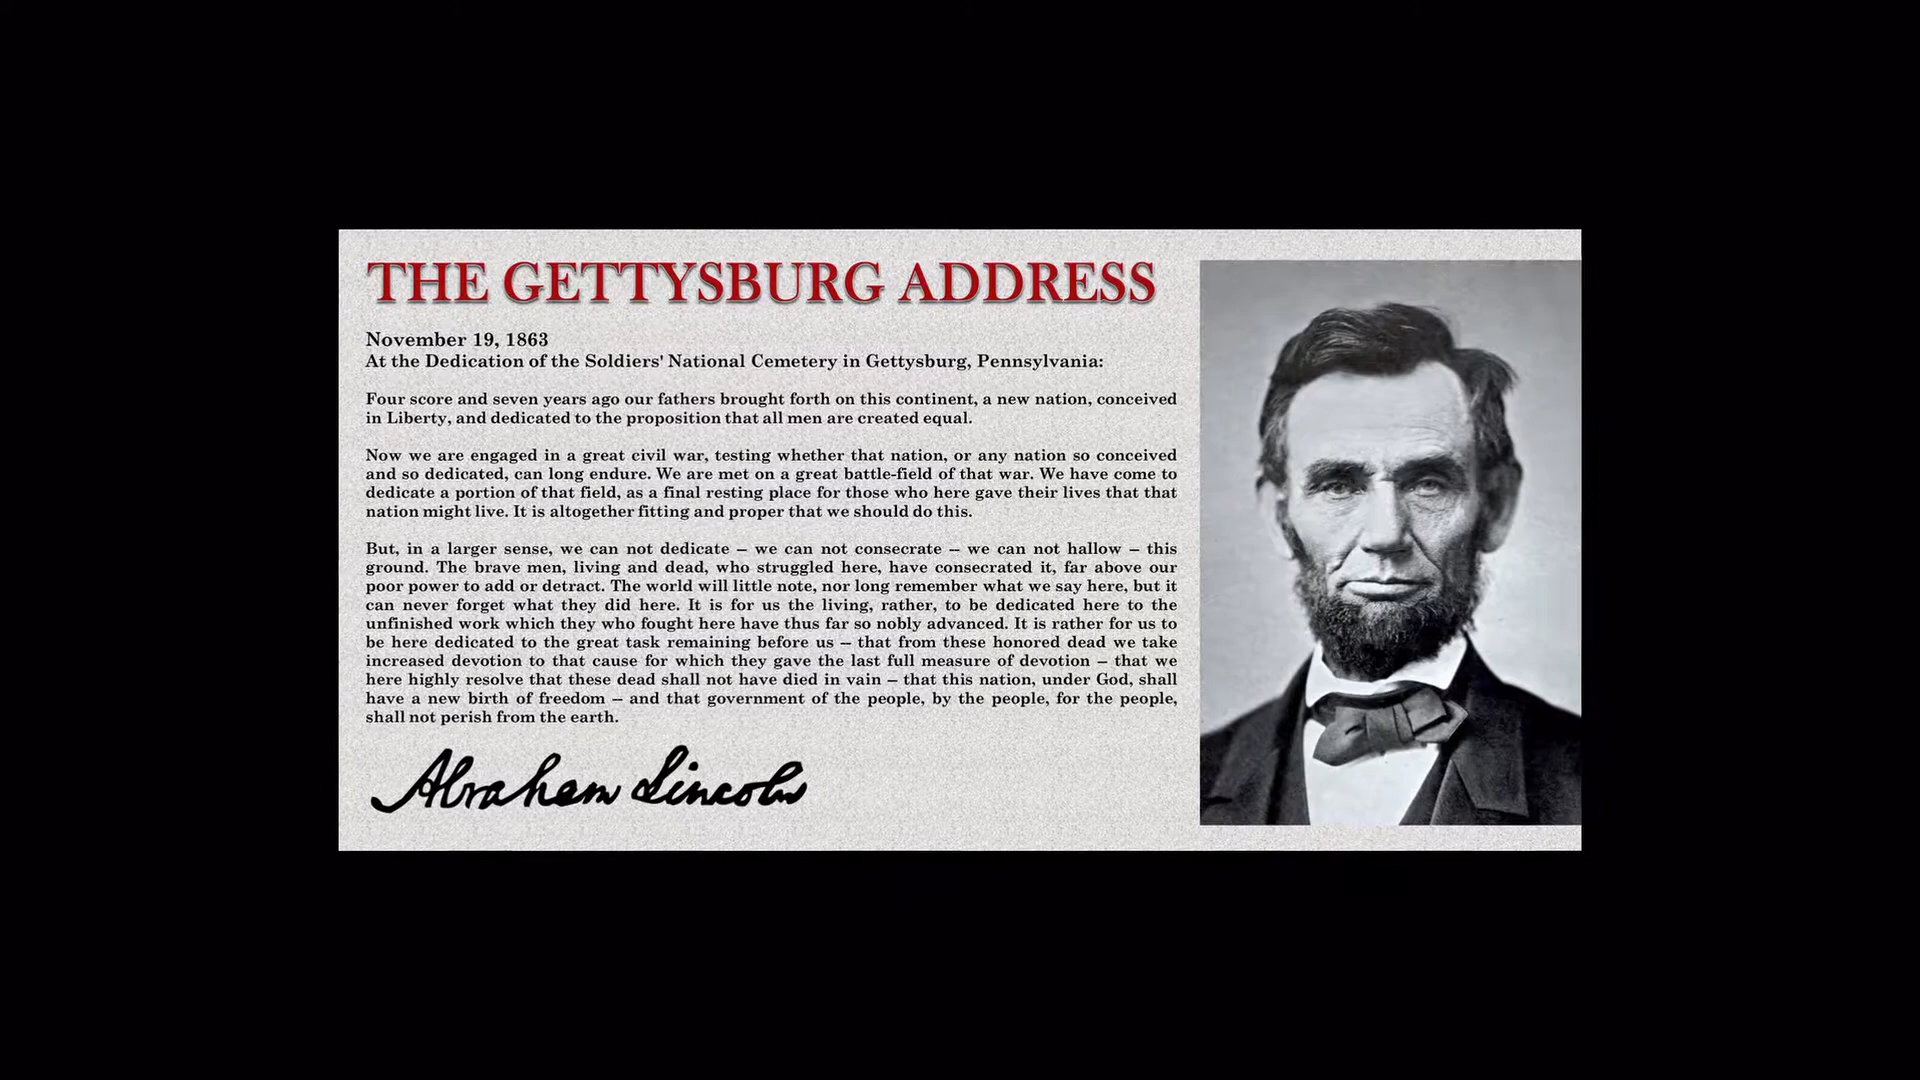 THE GETTYSBURG ADDRESS
November 19, 1863
At the Dedication of the Soldiers' National Cemetery in Gettysburg, Pennsylvania:
Four score and seven years ago our fathers brought forth on this continent, a new nation, conceived
in Liberty, and dedicated to the proposition that all men are created equal.
Now we are engaged in a great civil war, testing whether that nation, or any nation so conceived
and so dedicated, can long endure. We are met on a great battle-field of that war. We have come to
dedicate a portion of that field, as a final resting place for those who here gave their lives that that
nation might live. It is altogether fitting and proper that we should do this.
But, in a larger sense, we can not dedicate – we can not consecrate – we can not hallow – this
ground. The brave men, living and dead, who struggled here, have consecrated it, far above our
poor power to add or detract. The world will little note, nor long remember what we say here, but it
can never forget what they did here. It is for us the living, rather, to be dedicated here to the
unfinished work which they who fought here have thus far so nobly advanced. It is rather for us to
be here dedicated to the great task remaining before us – that from these honored dead we take
increased devotion to that cause for which they gave the last full measure of devotion – that we
here highly resolve that these dead shall not have died in vain – that this nation, under God, shall
have a new birth of freedom – and that government of the people, by the people, for the people,
shall not perish from the earth.
Abraham Lincoln